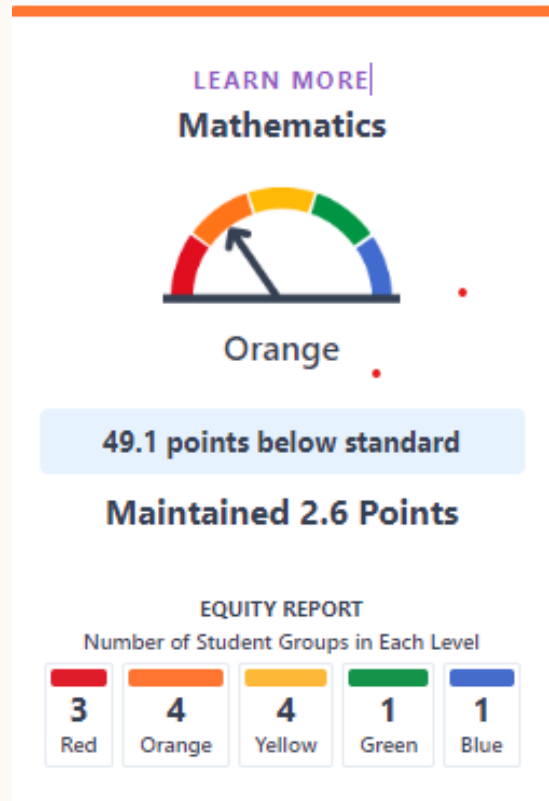 LEARN MORE
Mathematics
Orange
49.1 points below standard
Maintained 2.6 Points
EQUITY REPORT
Number of Student Groups in Each Level
3 4 4 1 1
Red Orange Yellow Green Blue